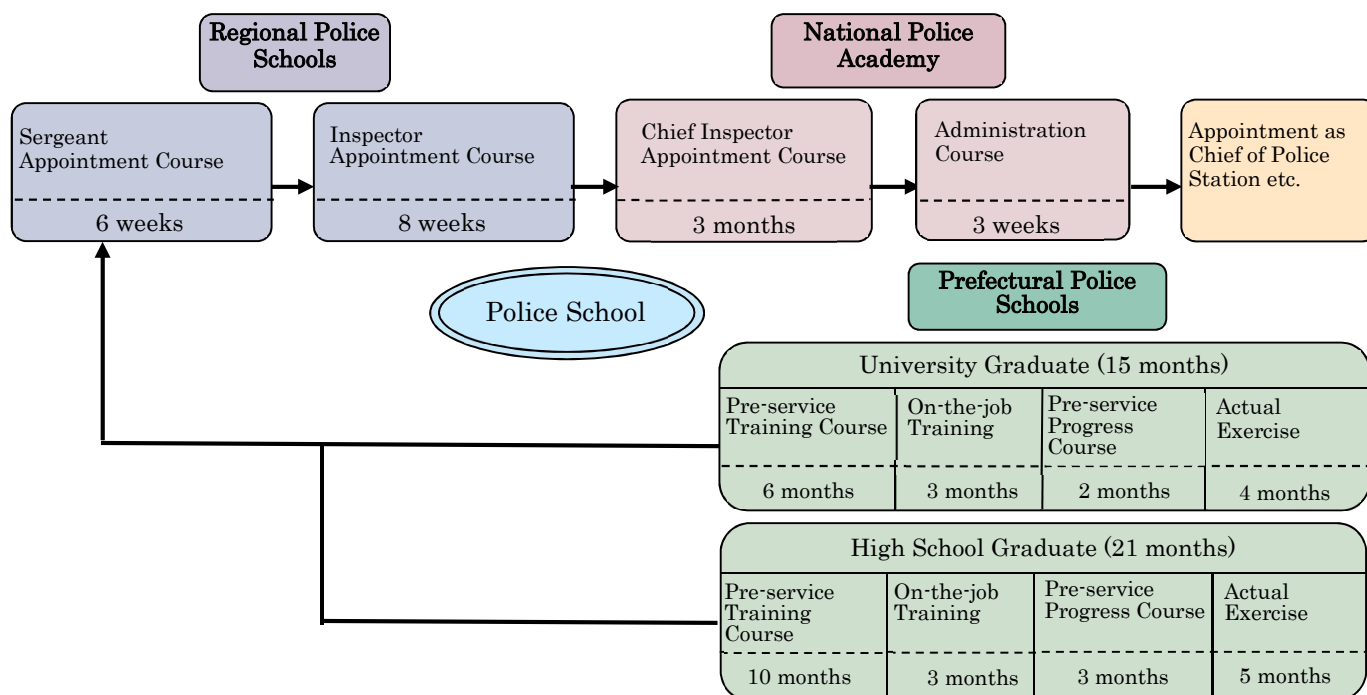 Regional Police
Schools
National Police
Academy
Sergeant
Appointment Course
6 weeks
Inspector
Appointment Course
8 weeks
Chief Inspector
Appointment Course
3 months
Administration
Course
3 weeks
Appointment as
Chief of Police
Station etc.
Police School
Prefectural Police
Schools
University Graduate (15 months)
Pre-service
Training Course
6 months
On-the-job
Training
3 months
Pre-service
Progress
Course
2 months
Actual
Exercise
4 months
High School Graduate (21 months)
Pre-service
Training
Course
10 months
On-the-job
Training
3 months
Pre-service
Progress Course
3 months
Actual
Exercise
5 months